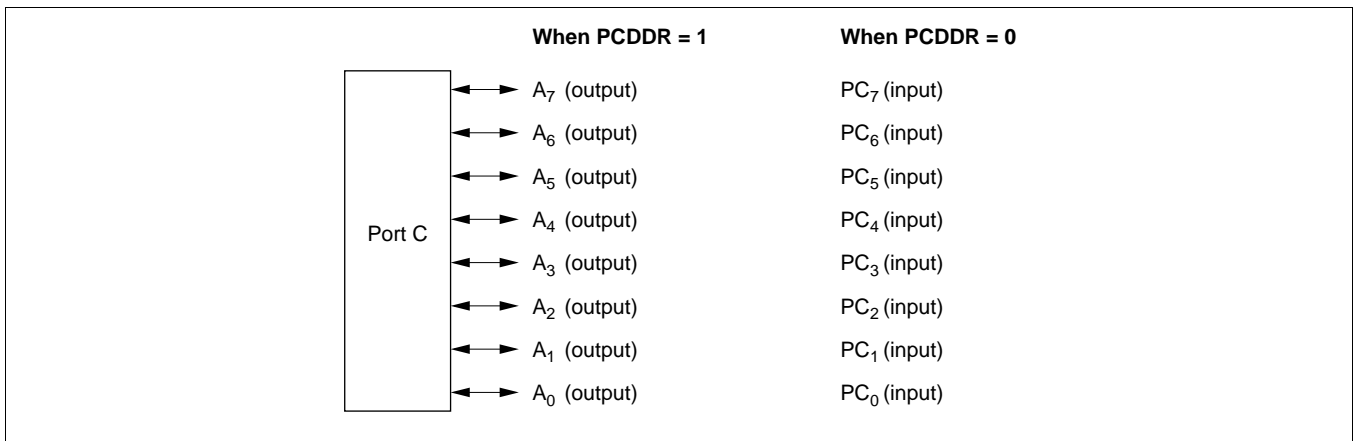 When PCDDR = 1 When PCDDR = 0
A7 (output) PC7 (input)
A6 (output) PC6 (input)
A5 (output) PC5 (input)
A4 (output) PC4 (input)
Port C
A3 (output) PC3 (input)
A2 (output) PC2 (input)
A1 (output) PC1 (input)
A0 (output) PC0 (input)